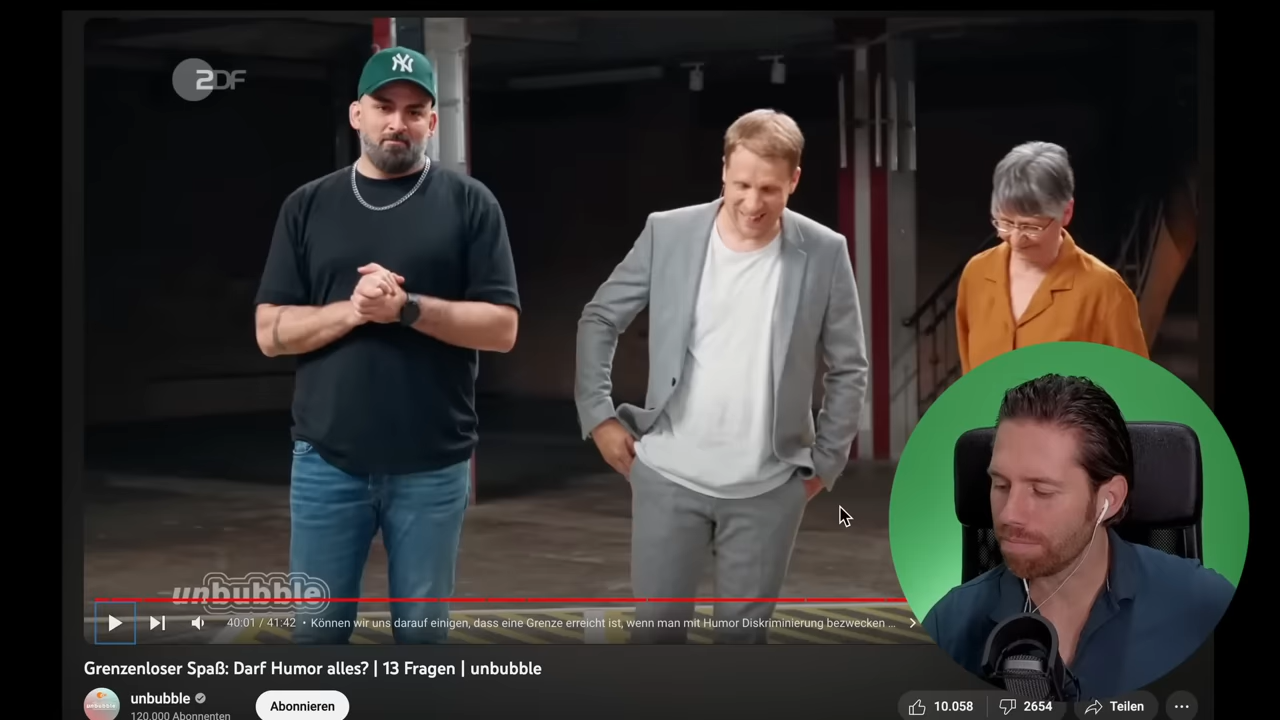 NY
2DF
unbubble
40:01 / 41:42 • Können wir uns darauf einigen, dass eine Grenze erreicht ist, wenn man mit Humor Diskriminierung bezwecken ...
Grenzenloser Spaß: Darf Humor alles? | 13 Fragen | unbubble
unbubble
unbubble
120.000 Abonnenten
Abonnieren
10.058
2654
Teilen